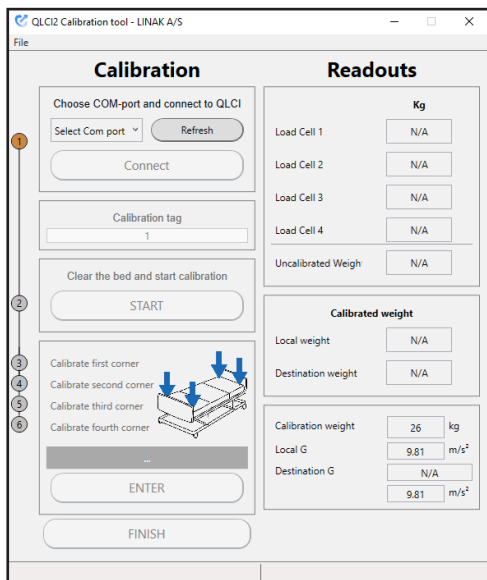 QLCI2 Calibration tool - LINAK A/S
File
Calibration
Choose COM-port and connect to QLCI
Select Com port
Refresh
1
Connect
Calibration tag
1
Clear the bed and start calibration
2
START
3
Calibrate first corner
4
Calibrate second corner
5
Calibrate third corner
6
Calibrate fourth corner
...
ENTER
FINISH
Readouts
Kg
Load Cell 1 N/A
Load Cell 2 N/A
Load Cell 3 N/A
Load Cell 4 N/A
Uncalibrated Weigh N/A
Calibrated weight
Local weight N/A
Destination weight N/A
Calibration weight 26 kg
Local G 9.81 m/s²
Destination G N/A
9.81 m/s²